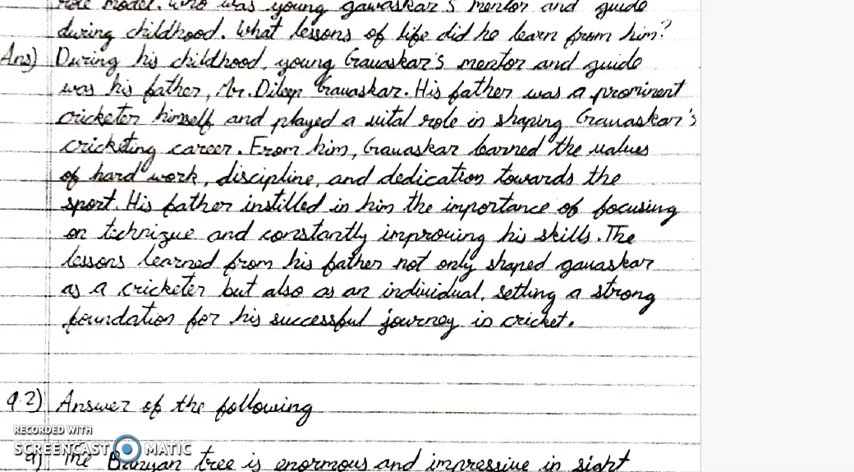 role model. who was young gavaskar's mentor and guide
during childhood. What lessons of life did he learn from him?
Ans) During his childhood, young Gavaskar's mentor and guide
was his father, Mr. Dileep Gavaskar. His father was a prominent
cricketer himself and played a vital role in shaping Gravaskar's
cricketing career. From him, Gavaskar learned the values
of hard work, discipline, and dedication towards the
sport. His father instilled in him the importance of focusing
on technique and constantly improving his skills. The
lessons learned from his father not only shaped gavaskar
as a cricketer but also as an individual, setting a strong
foundation for his successful journey in cricket.
9.2) Answer of the following
RECORDED WITH
SCREENCAST MATIC
9) The Banyan tree is enormous and impressive in sight